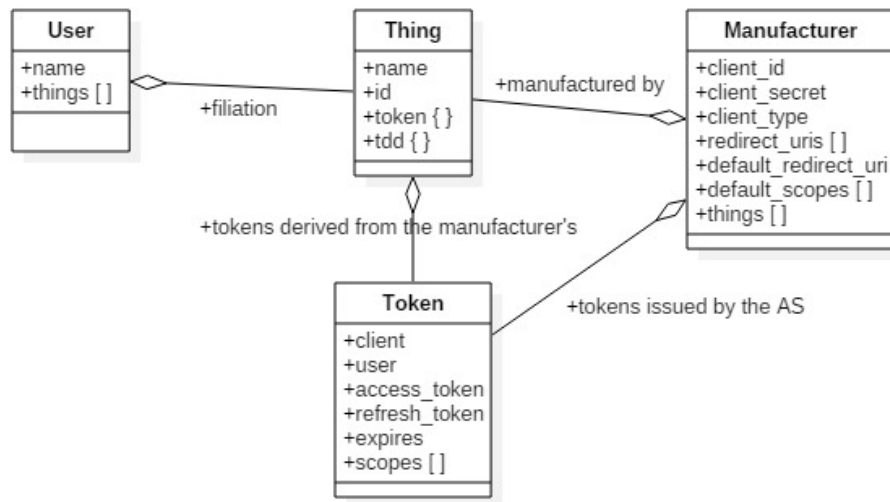 User
+name
+things [ ]
+filiation
Thing
+name
+id
+token { }
+tdd { }
+manufactured by
Manufacturer
+client_id
+client_secret
+client_type
+redirect_uris [ ]
+default_redirect_uri
+default_scopes [ ]
+things [ ]
+tokens derived from the manufacturer's
+tokens issued by the AS
Token
+client
+user
+access_token
+refresh_token
+expires
+scopes [ ]